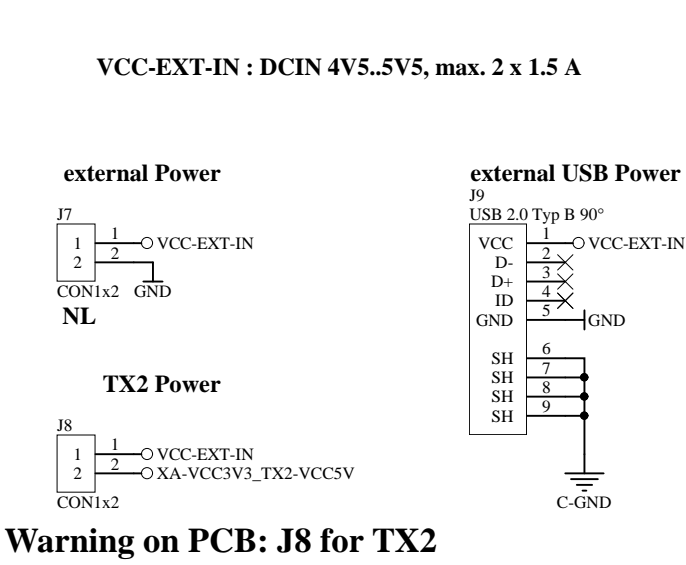 VCC-EXT-IN : DCIN 4V5..5V5, max. 2 x 1.5 A
external Power
J7
1 1 VCC-EXT-IN
2 2
CON1x2 GND
NL
TX2 Power
J8
1 1 VCC-EXT-IN
2 2 XA-VCC3V3_TX2-VCC5V
CON1x2
external USB Power
J9
USB 2.0 Typ B 90°
VCC 1 VCC-EXT-IN
D- 2
D+ 3
ID 4
GND 5 GND
SH 6
SH 7
SH 8
SH 9
C-GND
Warning on PCB: J8 for TX2